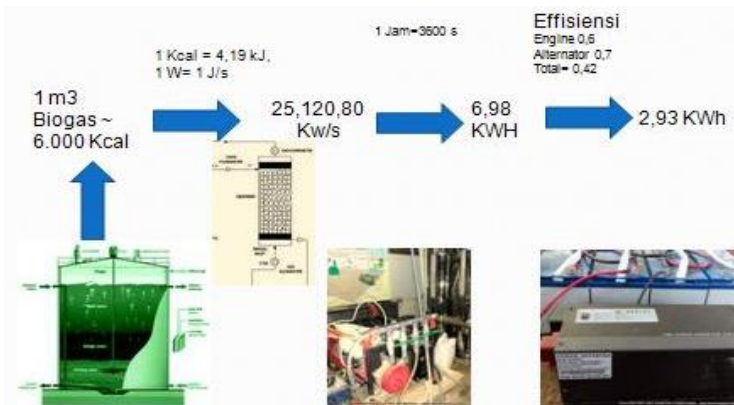 1 Kcal = 4,19 kJ,
1 W= 1 J/s
1 Jam=3600 s
Effisiensi
Engine 0,6
Alternator 0,7
Total= 0,42
1 m3
Biogas ~
6.000 Kcal
25,120,80
Kw/s
6,98
KWH
2,93 KWh